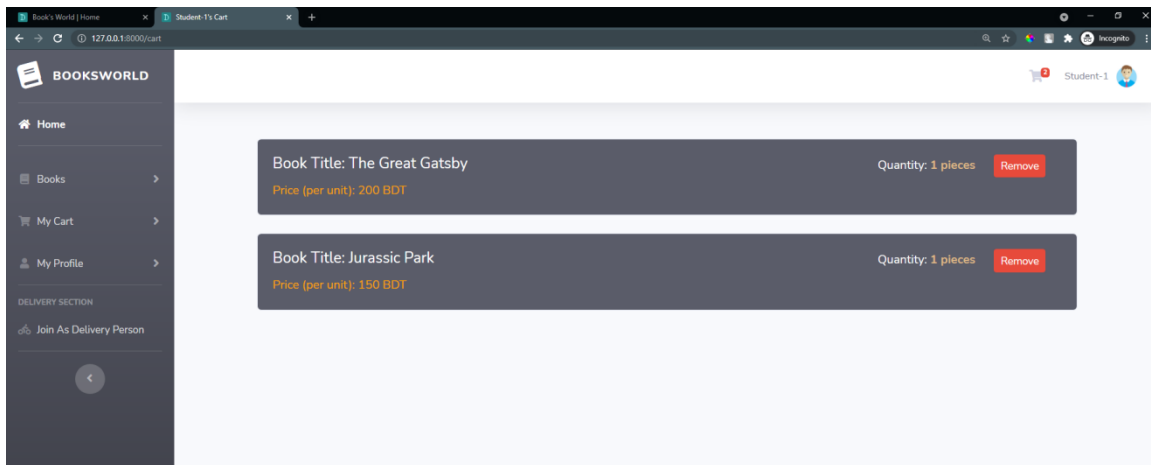 Book's World | Home
Student-1's Cart
127.0.0.1:8000/cart
Incognito
BOOKSWORLD
2
Student-1
Home
Book Title: The Great Gatsby
Quantity: 1 pieces
Remove
Price (per unit): 200 BDT
Books
My Cart
Book Title: Jurassic Park
Quantity: 1 pieces
Remove
My Profile
Price (per unit): 150 BDT
DELIVERY SECTION
Join As Delivery Person